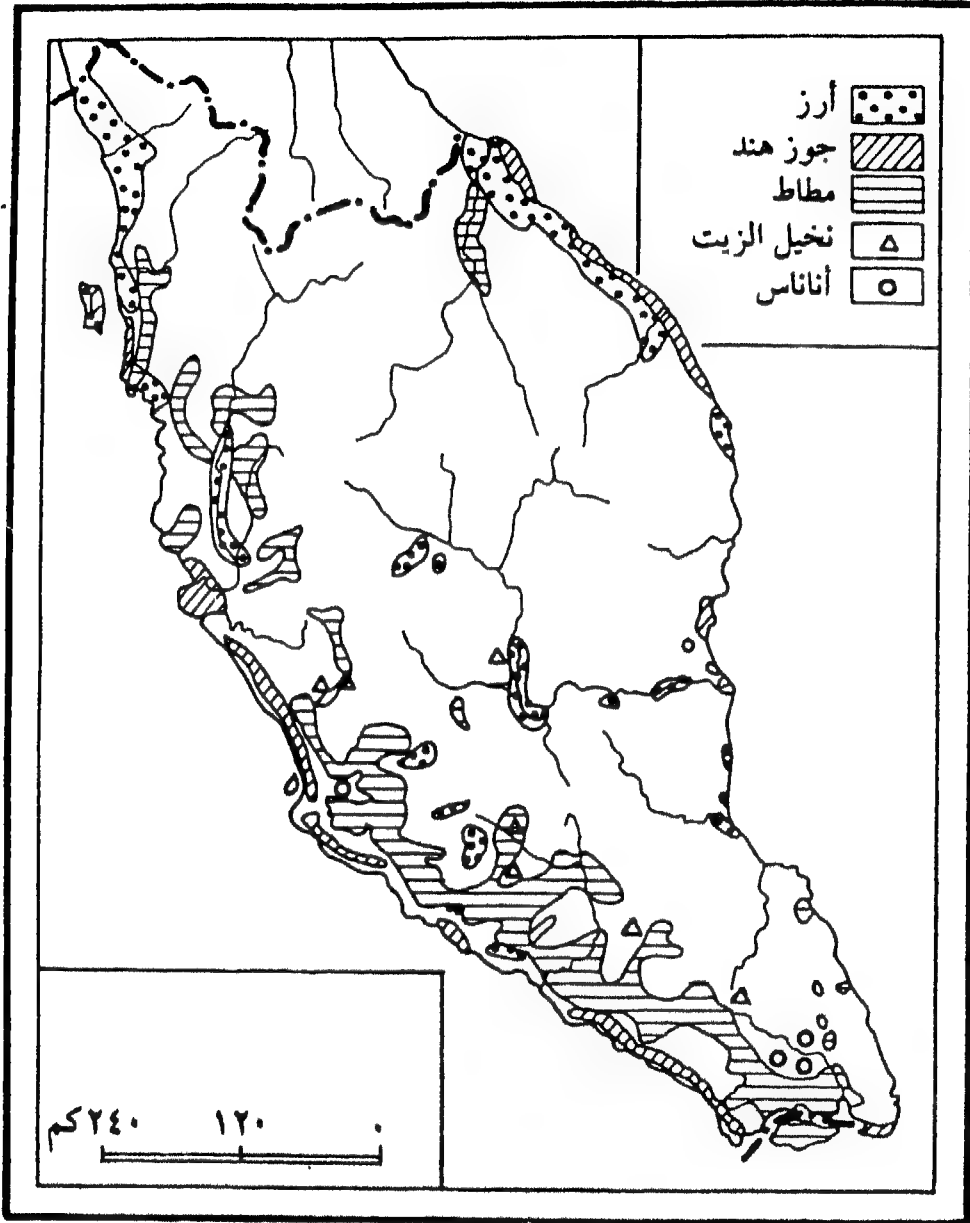 أرز
جوز هند
مطاط
نخيل الزيت
أناناس
٢٤٠كم ١٢٠ ٠